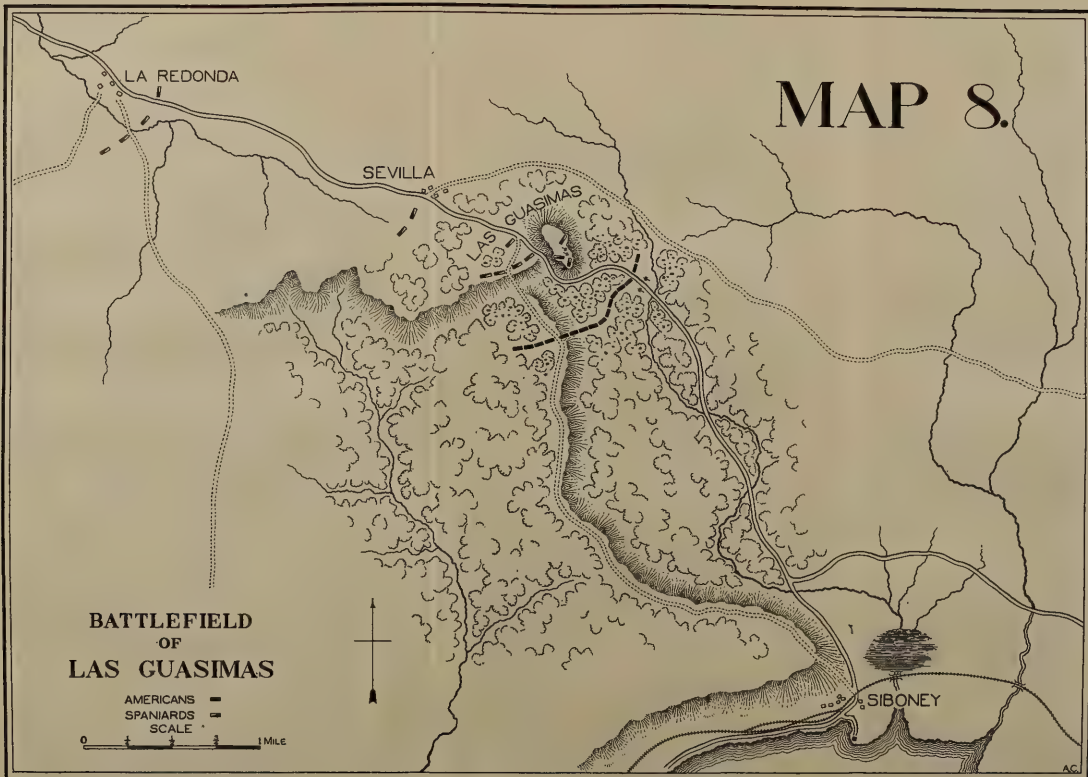 MAP 8.
LA REDONDA
SEVILLA
LAS GUASIMAS
SIBONEY
BATTLEFIELD
OF
LAS GUASIMAS
AMERICANS
SPANIARDS
SCALE
0 1 MILE
A.C.